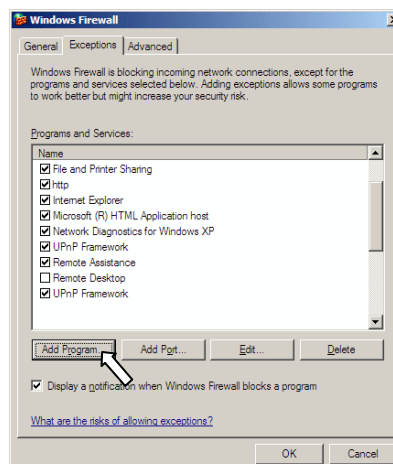 Windows Firewall
General Exceptions Advanced
Windows Firewall is blocking incoming network connections, except for the
programs and services selected below. Adding exceptions allows some programs
to work better but might increase your security risk.
Programs and Services:
Name
File and Printer Sharing
http
Internet Explorer
Microsoft (R) HTML Application host
Network Diagnostics for Windows XP
UPnP Framework
Remote Assistance
Remote Desktop
UPnP Framework
Add Program... Add Port... Edit... Delete
Display a notification when Windows Firewall blocks a program
What are the risks of allowing exceptions?
OK Cancel